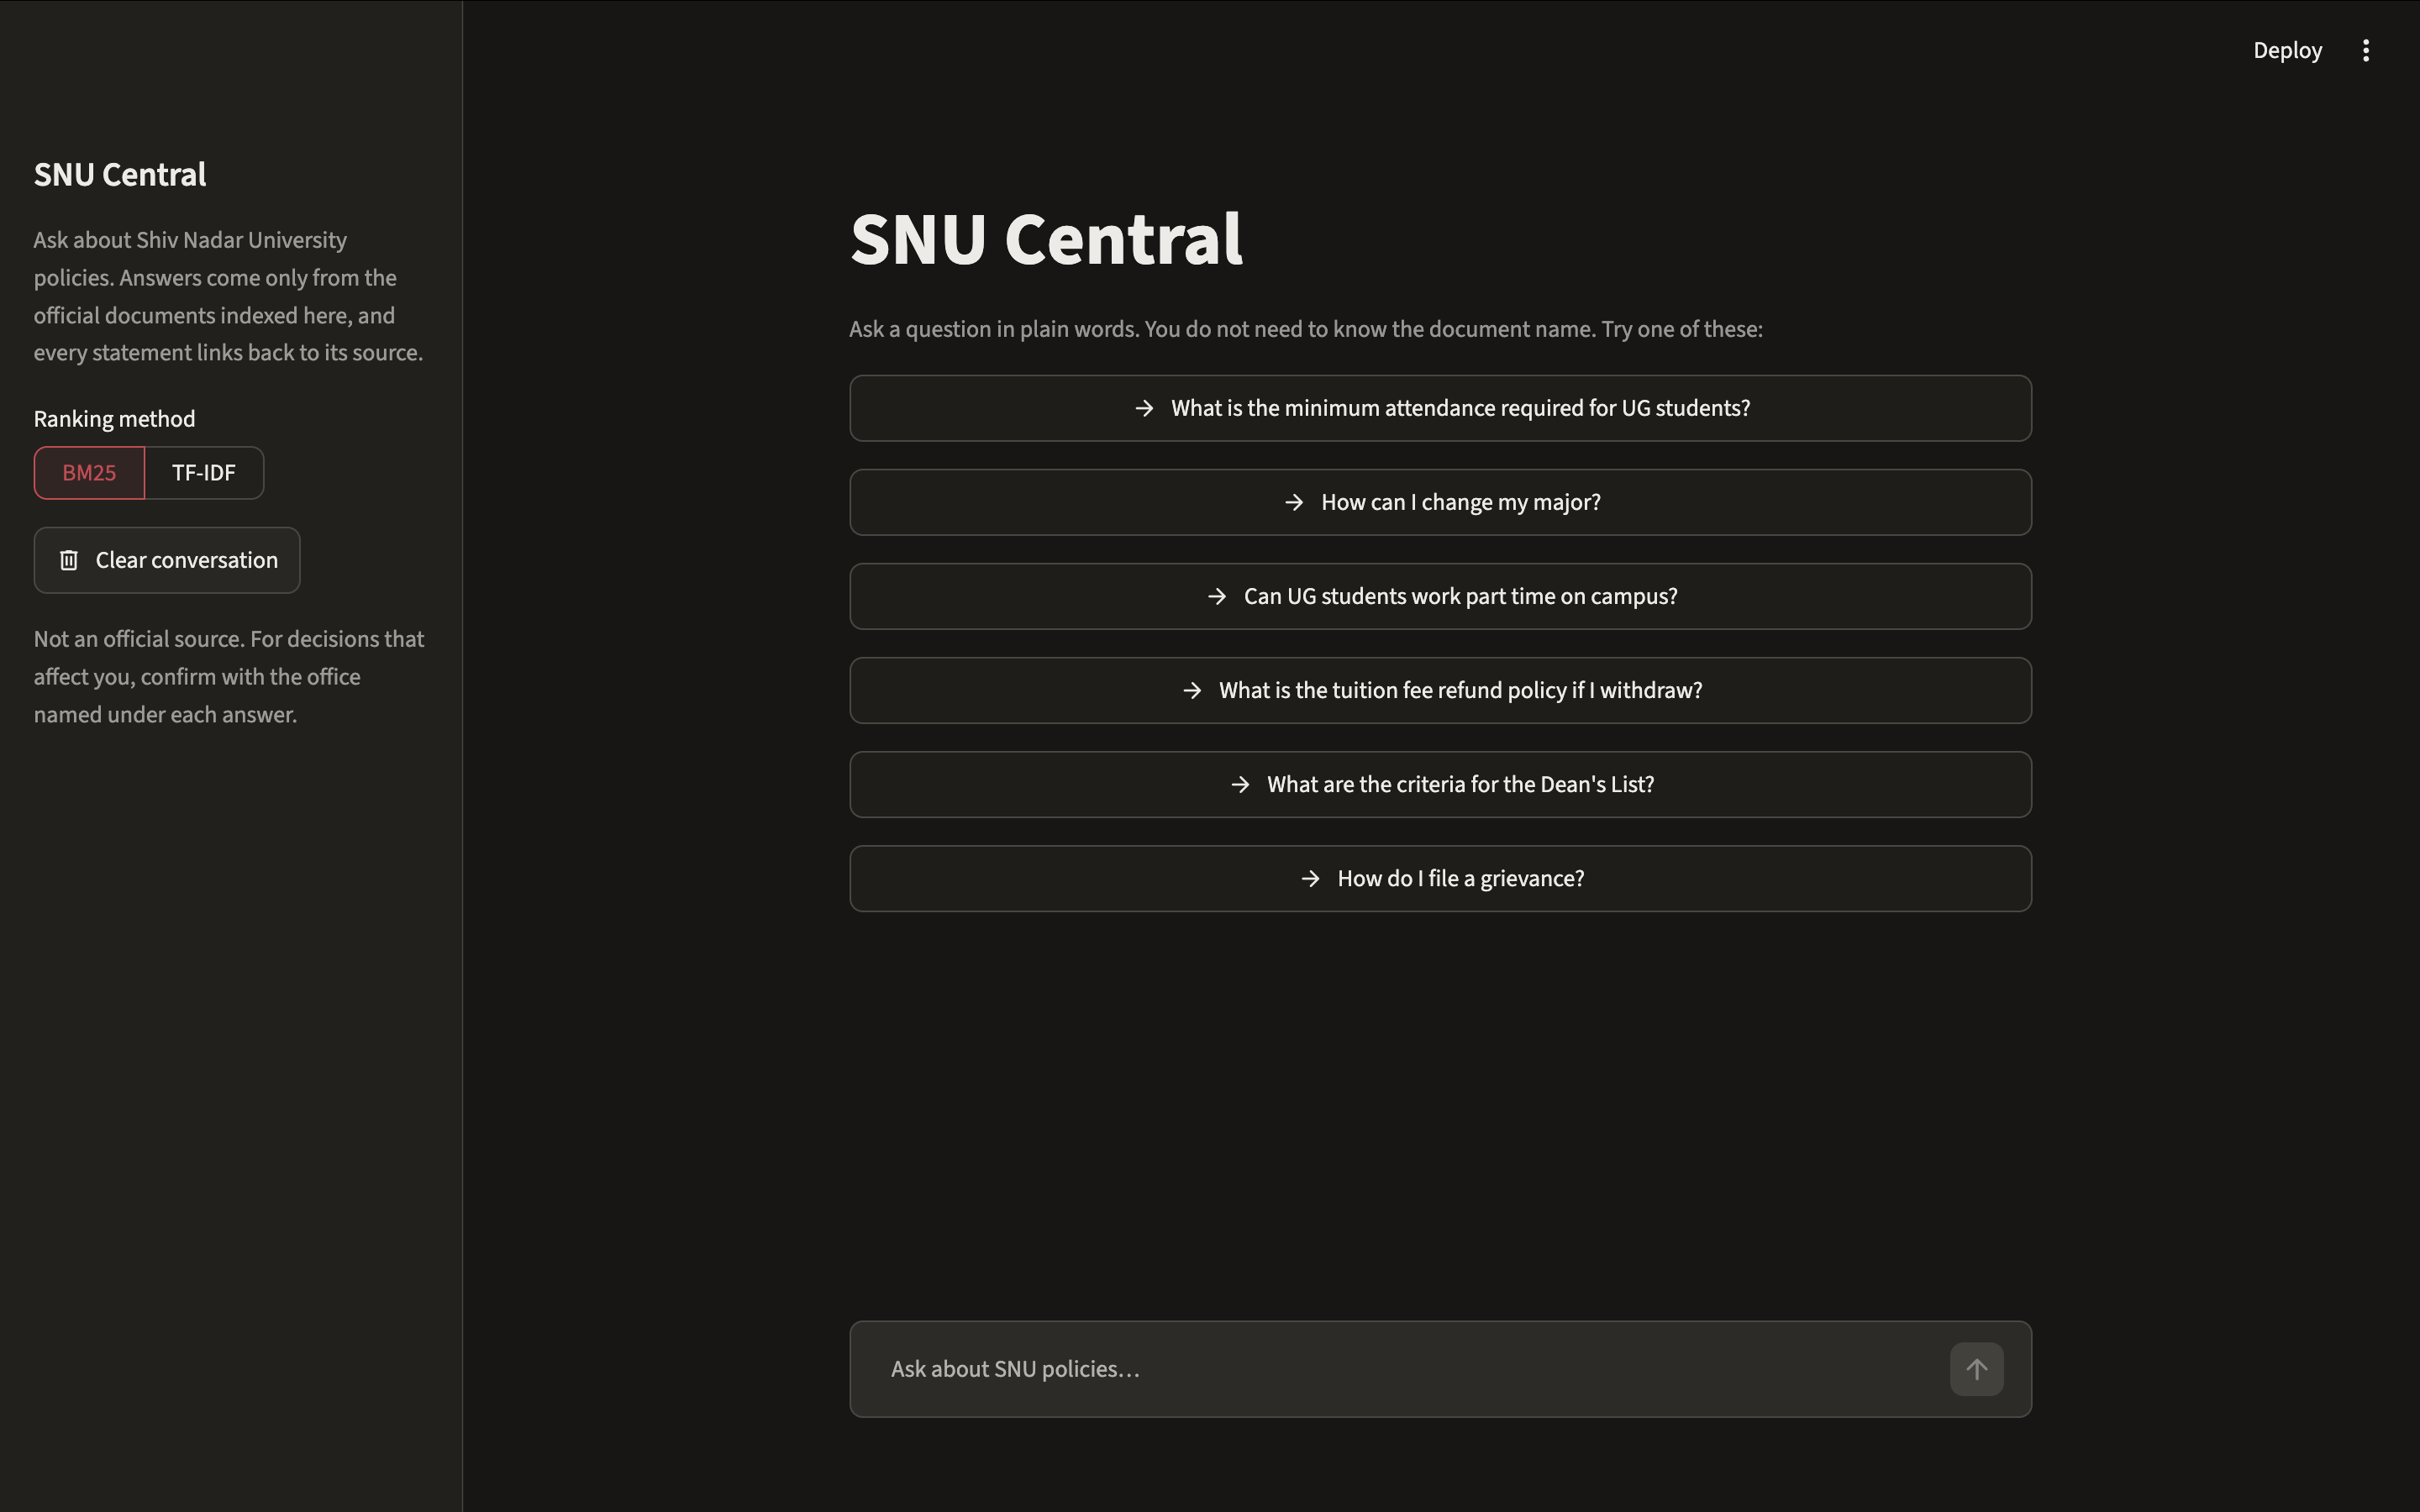 Deploy
SNU Central
Ask about Shiv Nadar University
policies. Answers come only from the
official documents indexed here, and
every statement links back to its source.
Ranking method
BM25 TF-IDF
Clear conversation
Not an official source. For decisions that
affect you, confirm with the office
named under each answer.
SNU Central
Ask a question in plain words. You do not need to know the document name. Try one of these:
What is the minimum attendance required for UG students?
How can I change my major?
Can UG students work part time on campus?
What is the tuition fee refund policy if I withdraw?
What are the criteria for the Dean's List?
How do I file a grievance?
Ask about SNU policies…